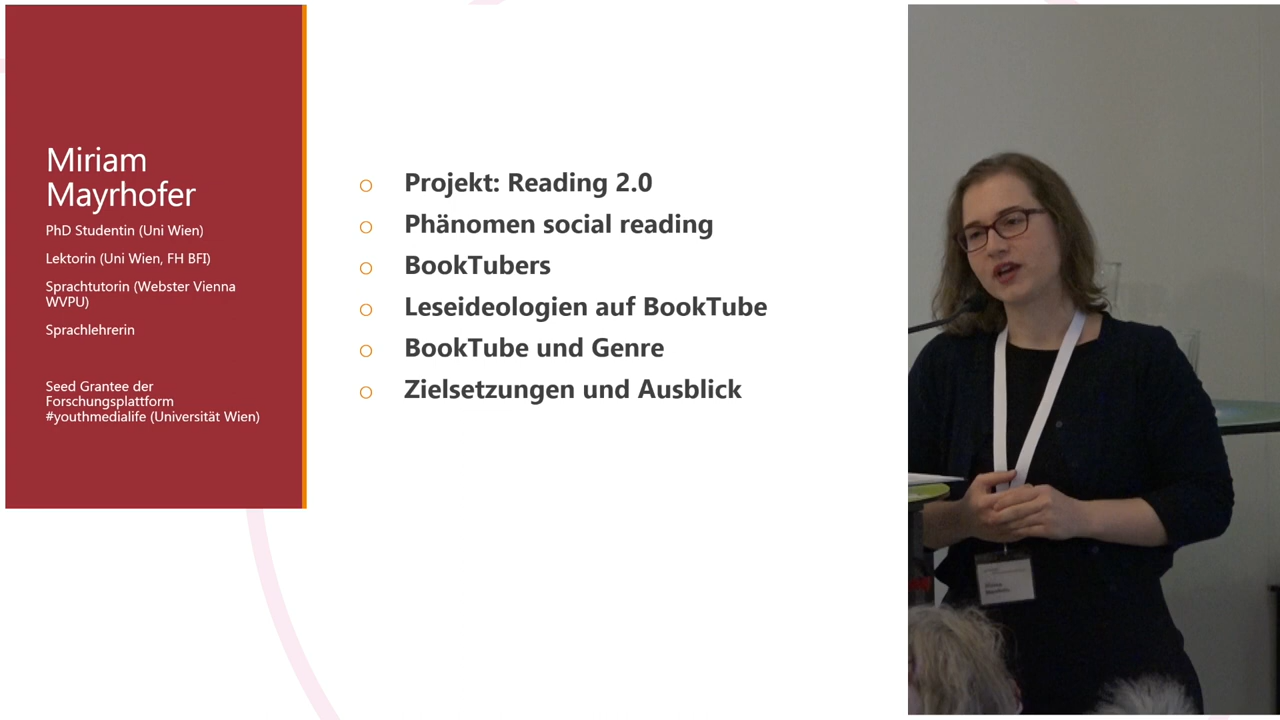 Miriam
Mayrhofer
PhD Studentin (Uni Wien)
Lektorin (Uni Wien, FH BFI)
Sprachtutorin (Webster Vienna
WVPU)
Sprachlehrerin
Seed Grantee der
Forschungsplattform
#youthmedialife (Universität Wien)
Projekt: Reading 2.0
Phänomen social reading
BookTubers
Leseideologien auf BookTube
BookTube und Genre
Zielsetzungen und Ausblick